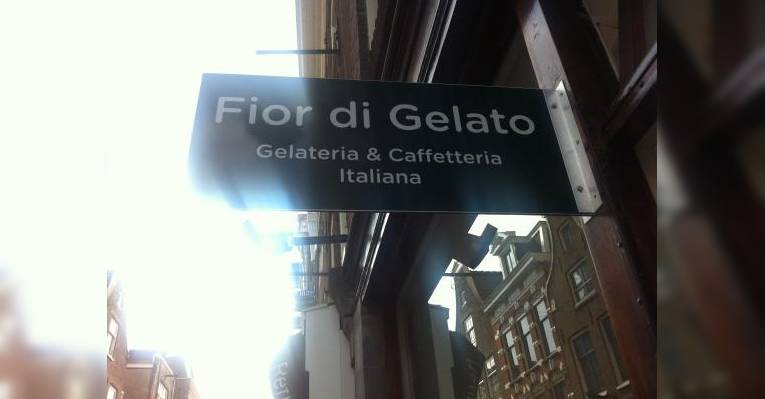 Fior di Gelato
Gelateria & Caffetteria
Italiana